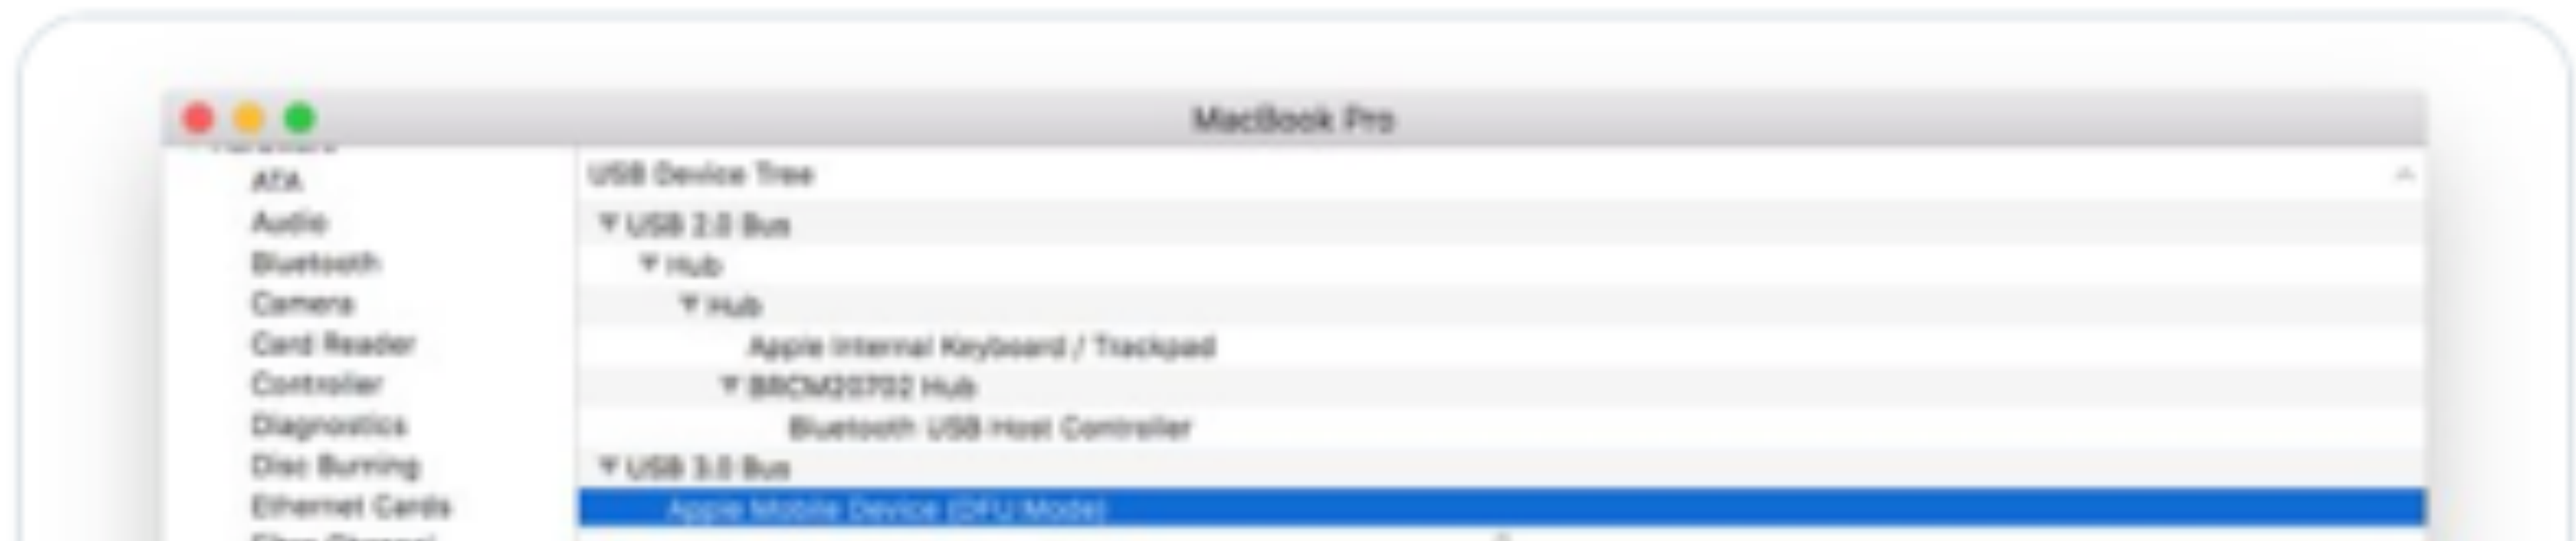 MacBook Pro
ATA
Audio
Bluetooth
Camera
Card Reader
Controller
Diagnostics
Disc Burning
Ethernet Cards
USB Device Tree
USB 2.0 Bus
Hub
Hub
Apple Internal Keyboard / Trackpad
BRCM20702 Hub
Bluetooth USB Host Controller
USB 3.0 Bus
Apple Mobile Device (DFU Mode)